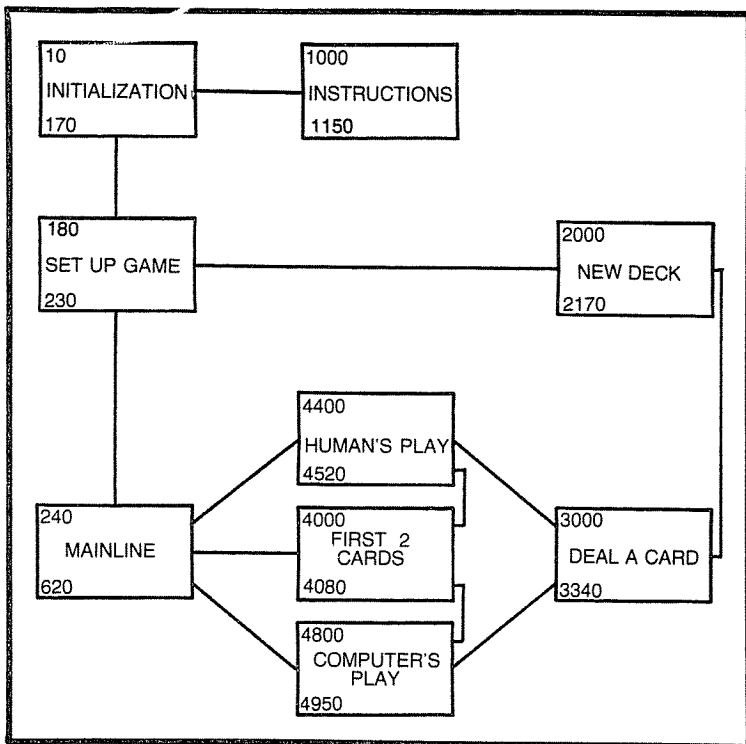 10
INITIALIZATION
170
1000
INSTRUCTIONS
1150
180
SET UP GAME
230
2000
NEW DECK
2170
4400
HUMAN'S PLAY
4520
240
MAINLINE
620
4000
FIRST 2
CARDS
4080
3000
DEAL A CARD
3340
4800
COMPUTER'S
PLAY
4950